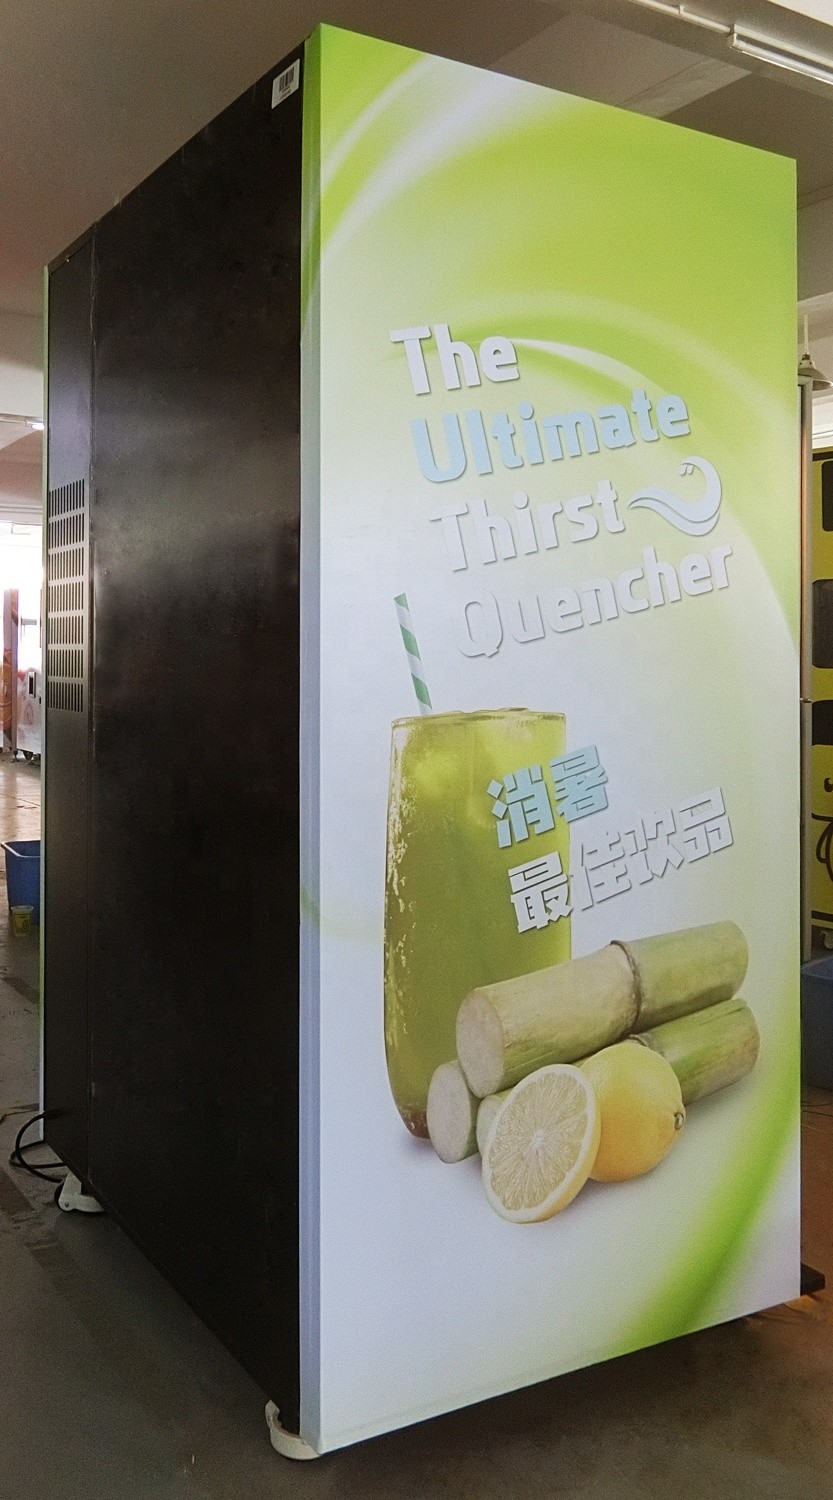 The
Ultimate
Thirst
Quencher
消暑
最佳饮品